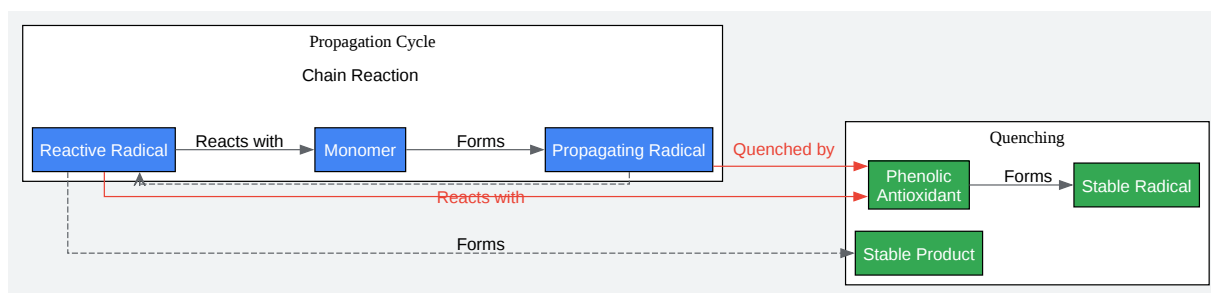 Propagation Cycle
Chain Reaction
Reactive Radical
Reacts with
Monomer
Forms
Propagating Radical
Quenched by
Quenching
Phenolic
Antioxidant
Forms
Stable Radical
Reacts with
Forms
Stable Product